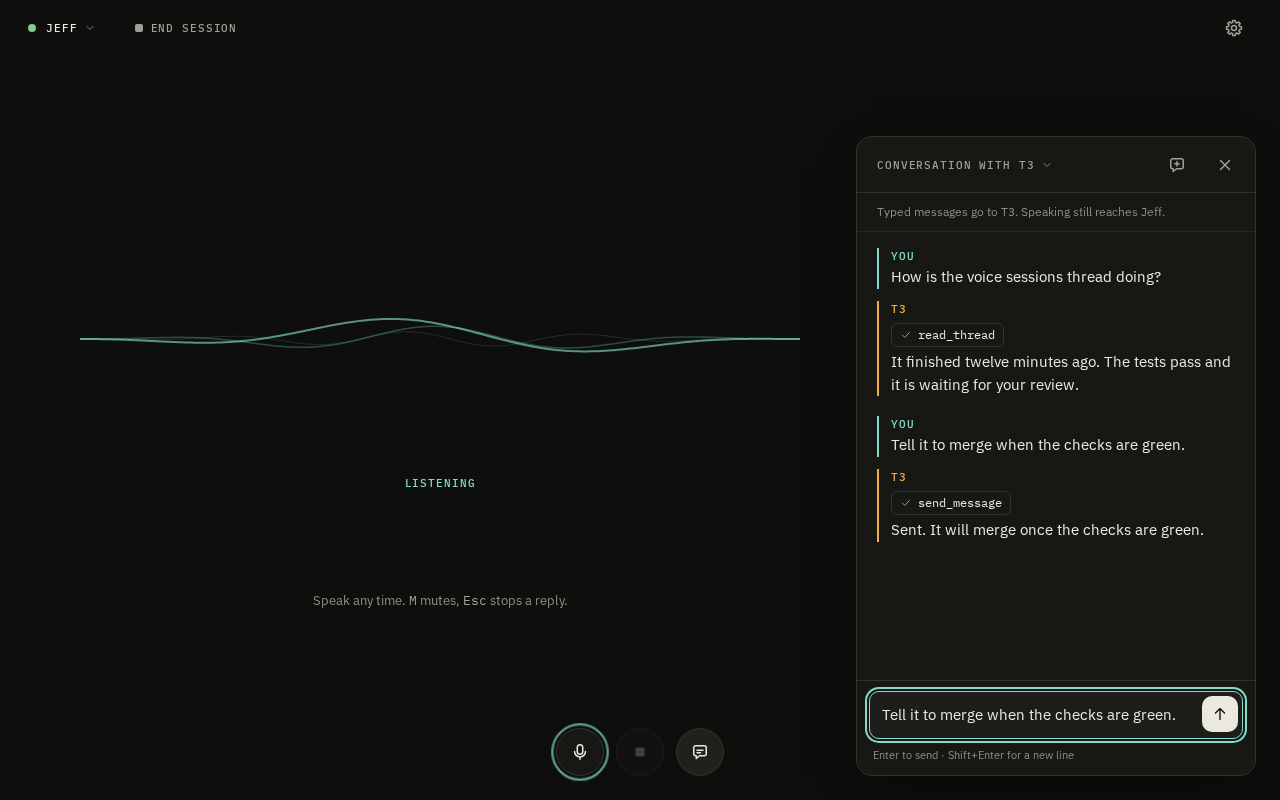 JEFF
END SESSION
CONVERSATION WITH T3
Typed messages go to T3. Speaking still reaches Jeff.
YOU
How is the voice sessions thread doing?
T3
read_thread
It finished twelve minutes ago. The tests pass and
it is waiting for your review.
YOU
Tell it to merge when the checks are green.
T3
send_message
Sent. It will merge once the checks are green.
LISTENING
Speak any time. M mutes, Esc stops a reply.
Tell it to merge when the checks are green.
Enter to send · Shift+Enter for a new line